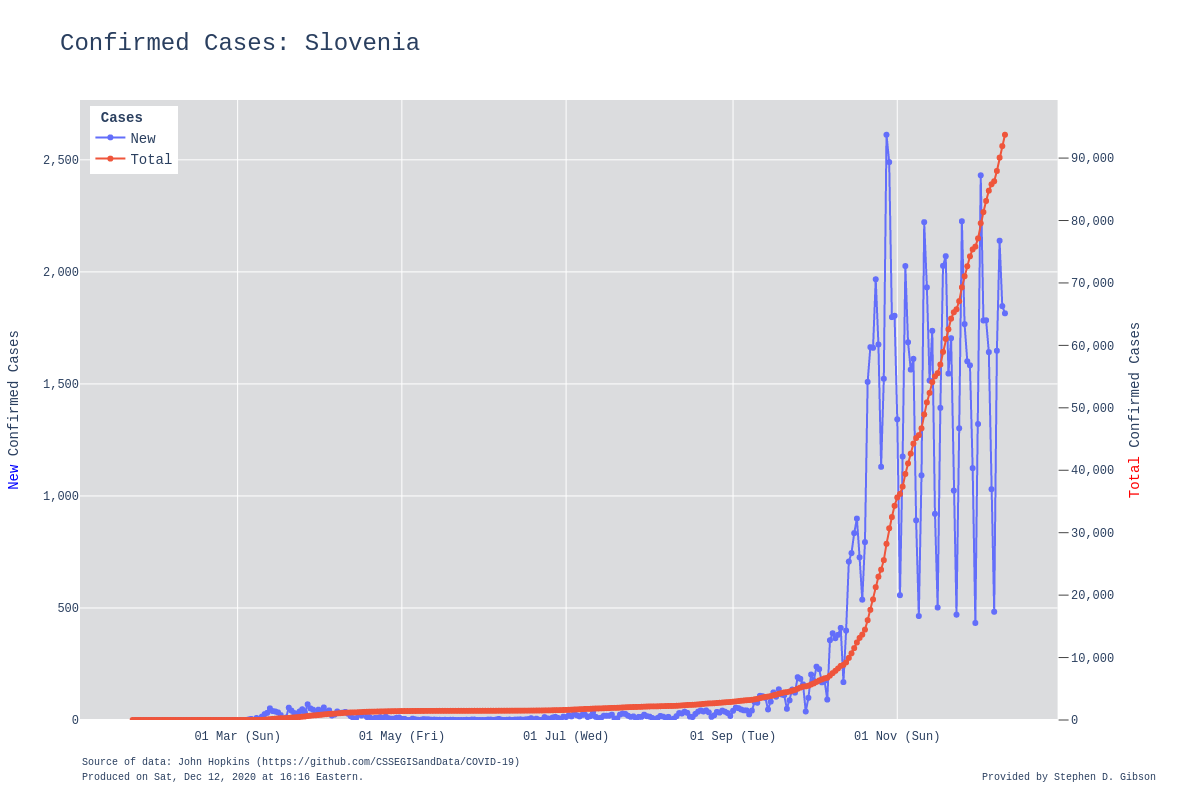 Confirmed Cases: Slovenia
Cases
New
Total
2,500
2,000
1,500
1,000
500
0
New Confirmed Cases
90,000
80,000
70,000
60,000
50,000
40,000
30,000
20,000
10,000
0
Total Confirmed Cases
01 Mar (Sun)
01 May (Fri)
01 Jul (Wed)
01 Sep (Tue)
01 Nov (Sun)
Source of data: John Hopkins (https://github.com/CSSEGISandData/COVID-19)
Produced on Sat, Dec 12, 2020 at 16:16 Eastern.
Provided by Stephen D. Gibson